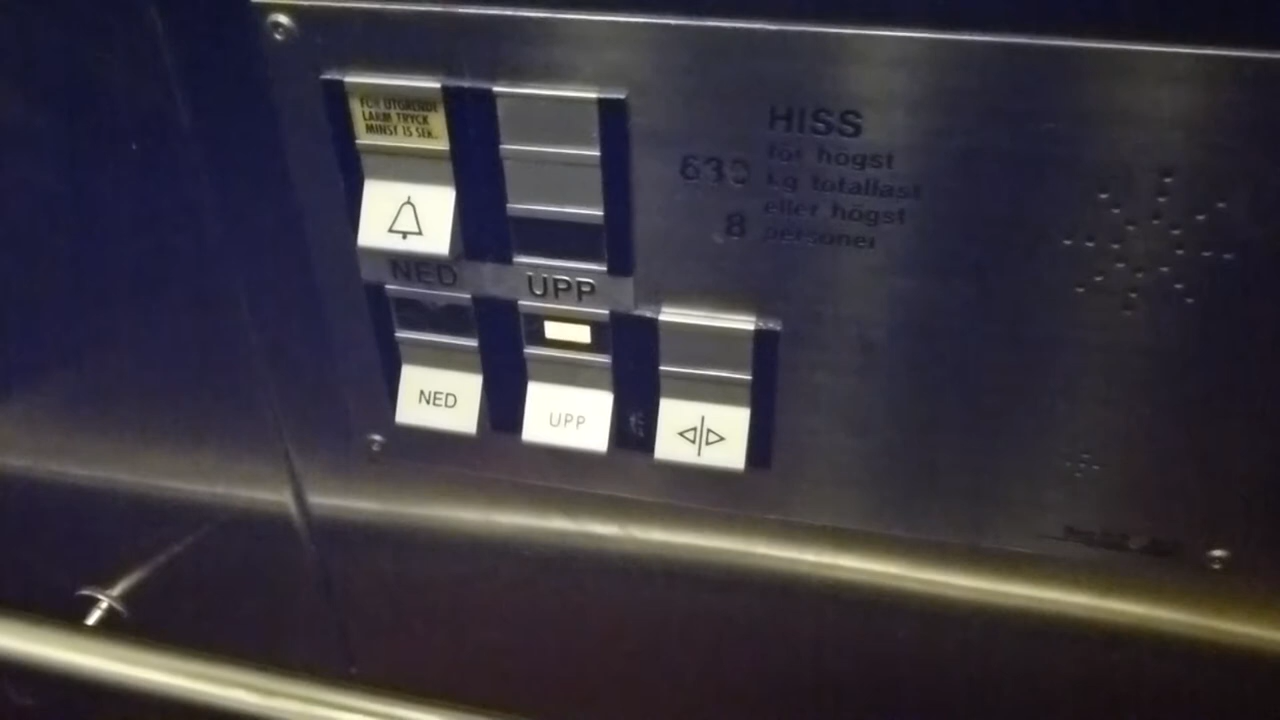 FÖR UTGÅENDE
LARM TRYCK
MINST 15 SEK.
HISS
för högst
630 kg totallast
eller högst
8 personer
NED UPP
NED UPP